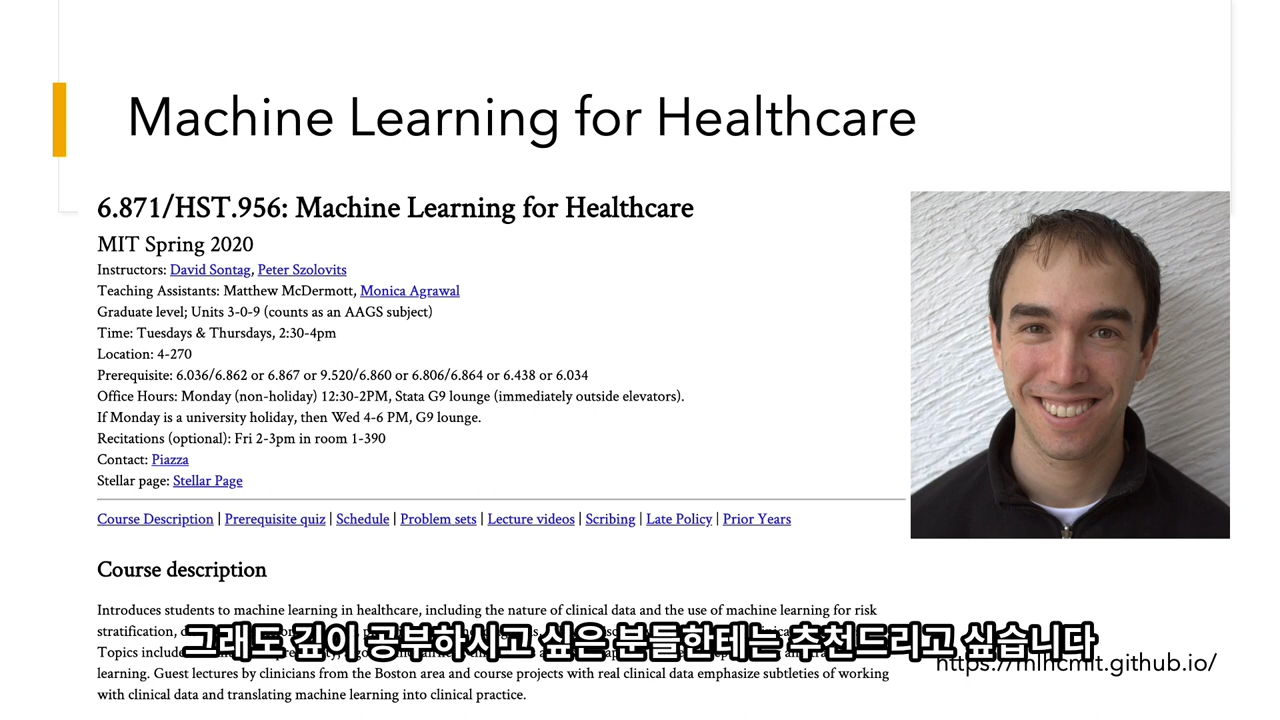 Machine Learning for Healthcare
6.871/HST.956: Machine Learning for Healthcare
MIT Spring 2020
Instructors: David Sontag, Peter Szolovits
Teaching Assistants: Matthew McDermott, Monica Agrawal
Graduate level; Units 3-0-9 (counts as an AAGS subject)
Time: Tuesdays & Thursdays, 2:30-4pm
Location: 4-270
Prerequisite: 6.036/6.862 or 6.867 or 9.520/6.860 or 6.806/6.864 or 6.438 or 6.034
Office Hours: Monday (non-holiday) 12:30-2PM, Stata G9 lounge (immediately outside elevators).
If Monday is a university holiday, then Wed 4-6 PM, G9 lounge.
Recitations (optional): Fri 2-3pm in room 1-390
Contact: Piazza
Stellar page: Stellar Page
Course Description | Prerequisite quiz | Schedule | Problem sets | Lecture videos | Scribing | Late Policy | Prior Years
Course description
Introduces students to machine learning in healthcare, including the nature of clinical data and the use of machine learning for risk
stratification,
Topics include
learning. Guest lectures by clinicians from the Boston area and course projects with real clinical data emphasize subtleties of working
with clinical data and translating machine learning into clinical practice.
그래도 깊이 공부하시고 싶은 분들한테는 추천드리고 싶습니다
https://mlhcmit.github.io/